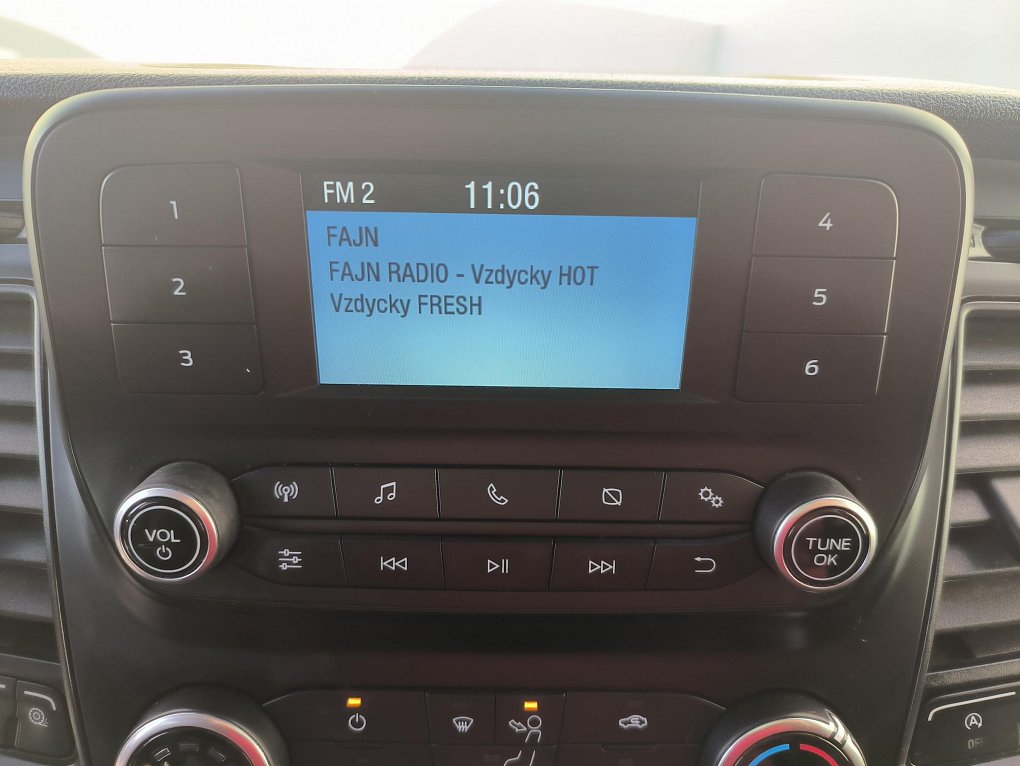 FM 2 11:06
FAJN
FAJN RADIO - Vzdycky HOT
Vzdycky FRESH
1
2
3
4
5
6
VOL
TUNE
OK
A
OFF